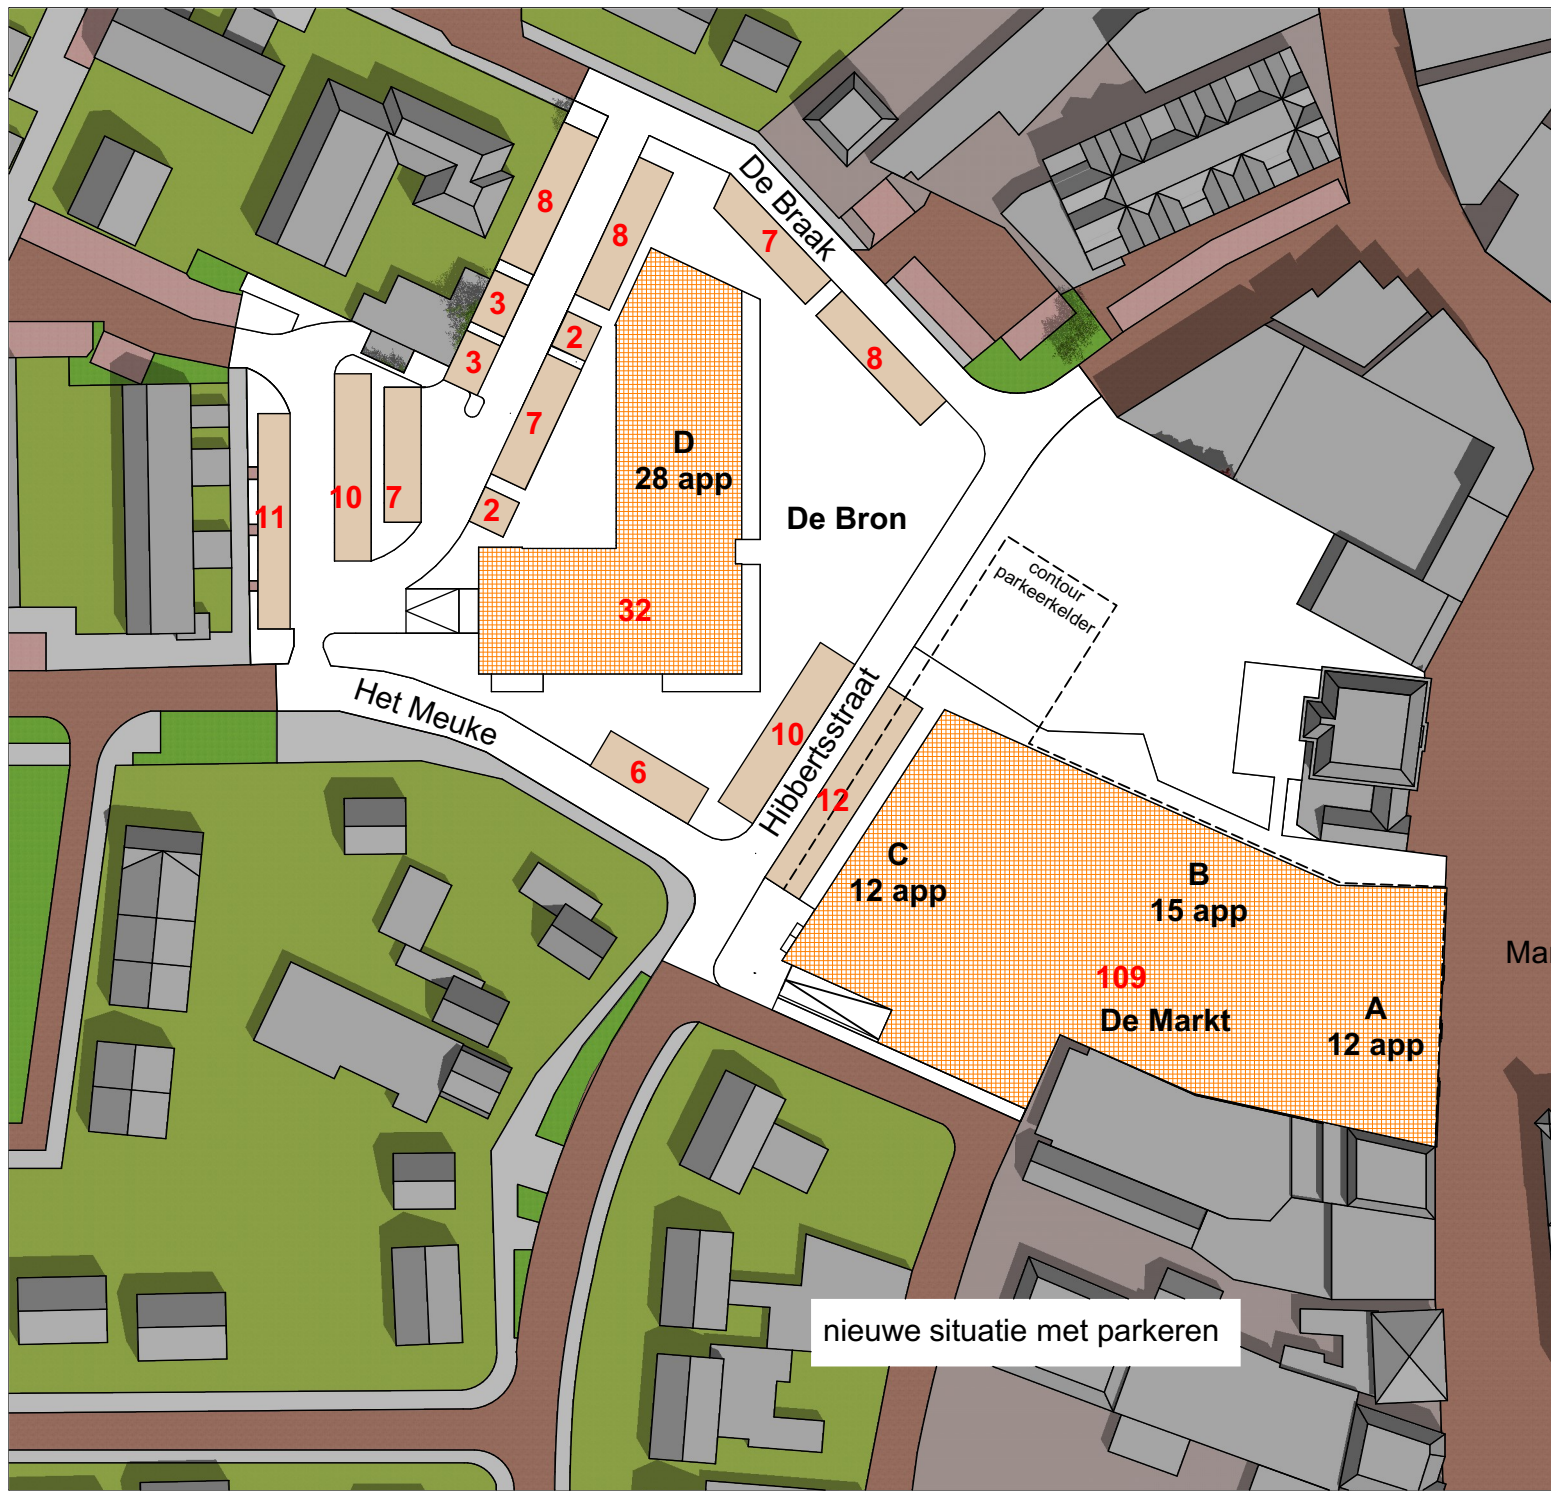 De Braak
8
8
7
3
2
3
8
7
D
28 app
10
7
11
2
De Bron
contour
parkeerkelder
32
Het Meuke
Hibbertsstraat
10
6
12
C
12 app
B
15 app
109
De Markt
A
12 app
nieuwe situatie met parkeren